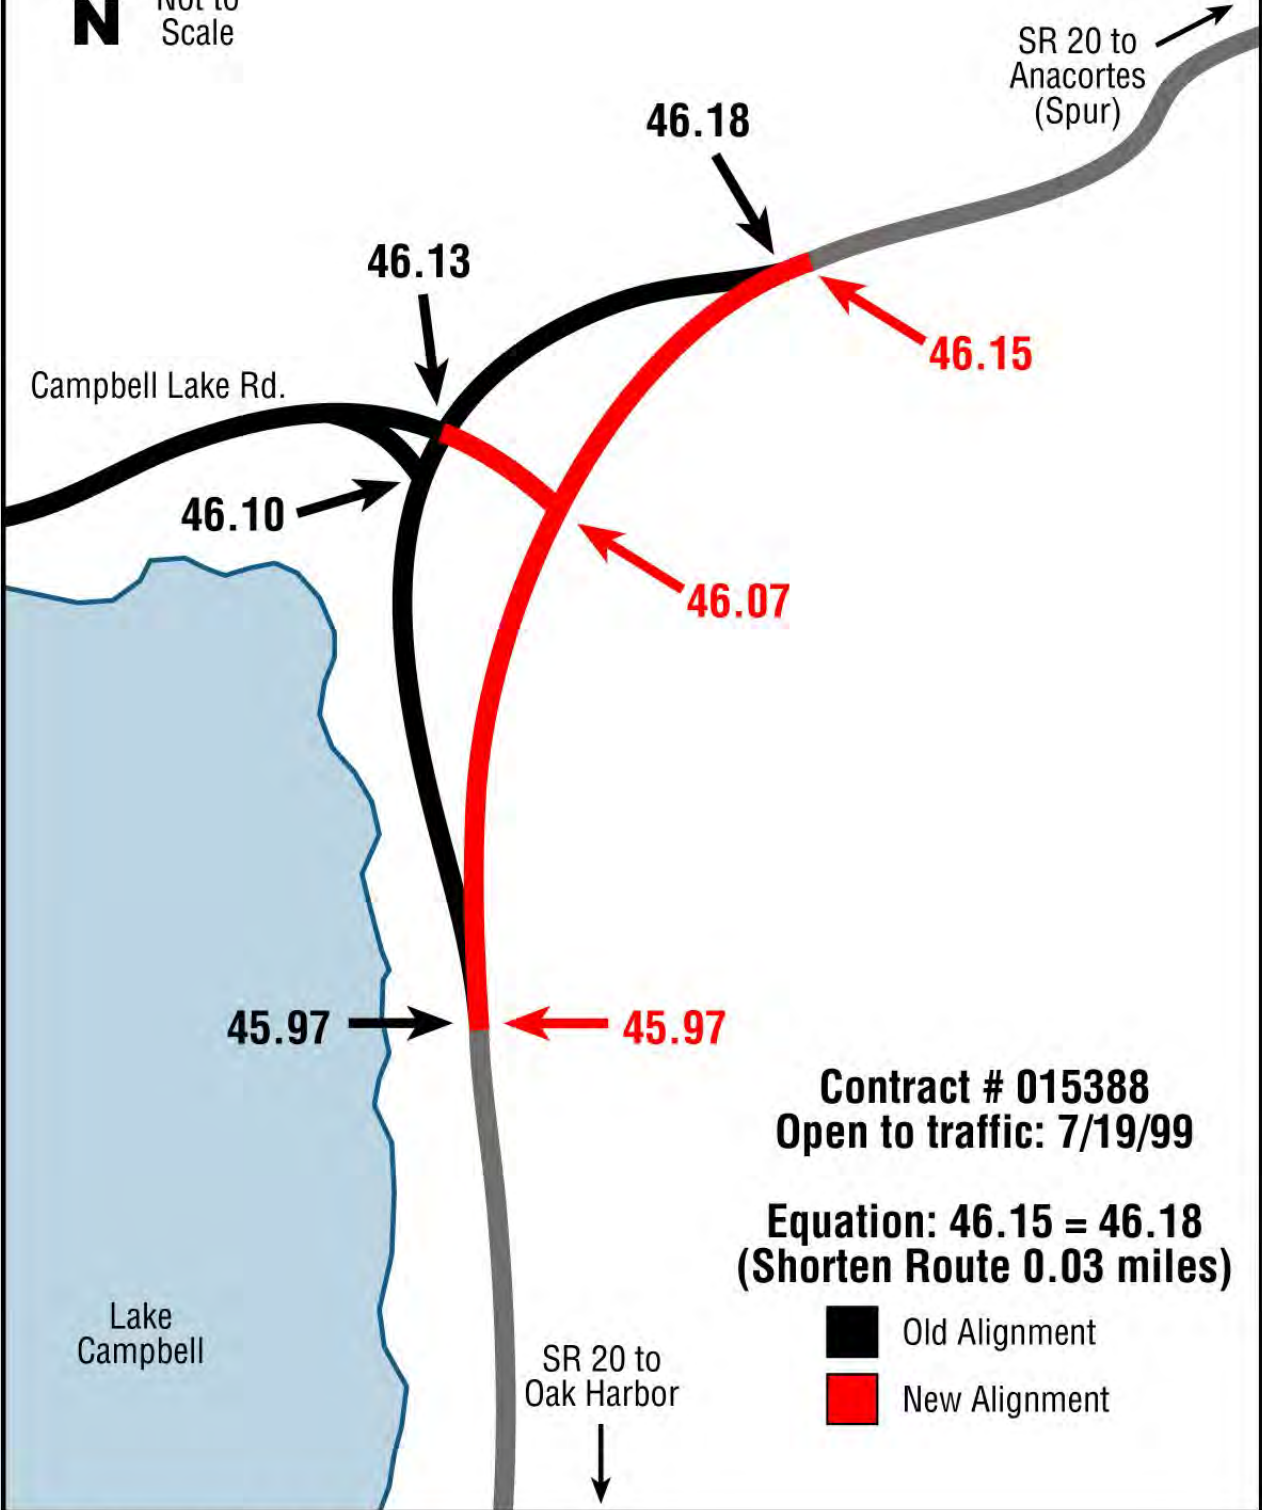 Not to
N
Scale
SR 20 to
Anacortes
(Spur)
46.18
46.13
46.15
Campbell Lake Rd.
46.10
46.07
45.97
45.97
Contract # 015388
Open to traffic: 7/19/99
Equation: 46.15 = 46.18
(Shorten Route 0.03 miles)
Lake
Campbell
Old Alignment
SR 20 to
Oak Harbor
New Alignment